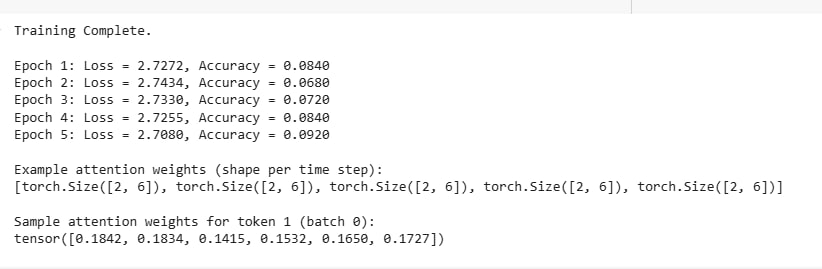 Training Complete.
Epoch 1: Loss = 2.7272, Accuracy = 0.0840
Epoch 2: Loss = 2.7434, Accuracy = 0.0680
Epoch 3: Loss = 2.7330, Accuracy = 0.0720
Epoch 4: Loss = 2.7255, Accuracy = 0.0840
Epoch 5: Loss = 2.7080, Accuracy = 0.0920
Example attention weights (shape per time step):
[torch.Size([2, 6]), torch.Size([2, 6]), torch.Size([2, 6]), torch.Size([2, 6]), torch.Size([2, 6])]
Sample attention weights for token 1 (batch 0):
tensor([0.1842, 0.1834, 0.1415, 0.1532, 0.1650, 0.1727])